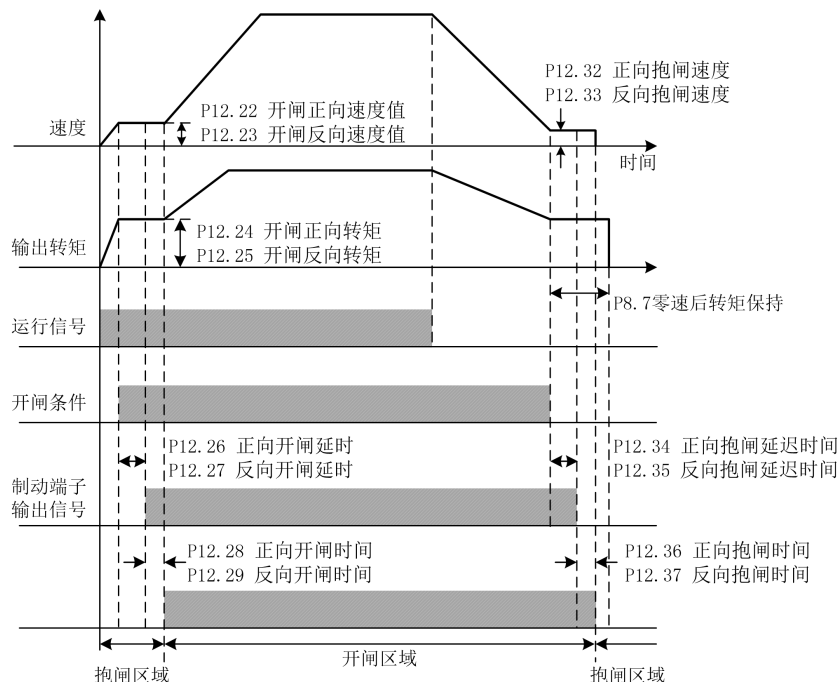 P12.32 正向抱闸速度
P12.33 反向抱闸速度
P12.22 开闸正向速度值
P12.23 开闸反向速度值
速度
时间
P12.24 开闸正向转矩
P12.25 开闸反向转矩
输出转矩
P8.7零速后转矩保持
运行信号
开闸条件
P12.26 正向开闸延时
P12.27 反向开闸延时
P12.34 正向抱闸延迟时间
P12.35 反向抱闸延迟时间
制动端子
输出信号
P12.28 正向开闸时间
P12.29 反向开闸时间
P12.36 正向抱闸时间
P12.37 反向抱闸时间
抱闸区域
开闸区域
抱闸区域